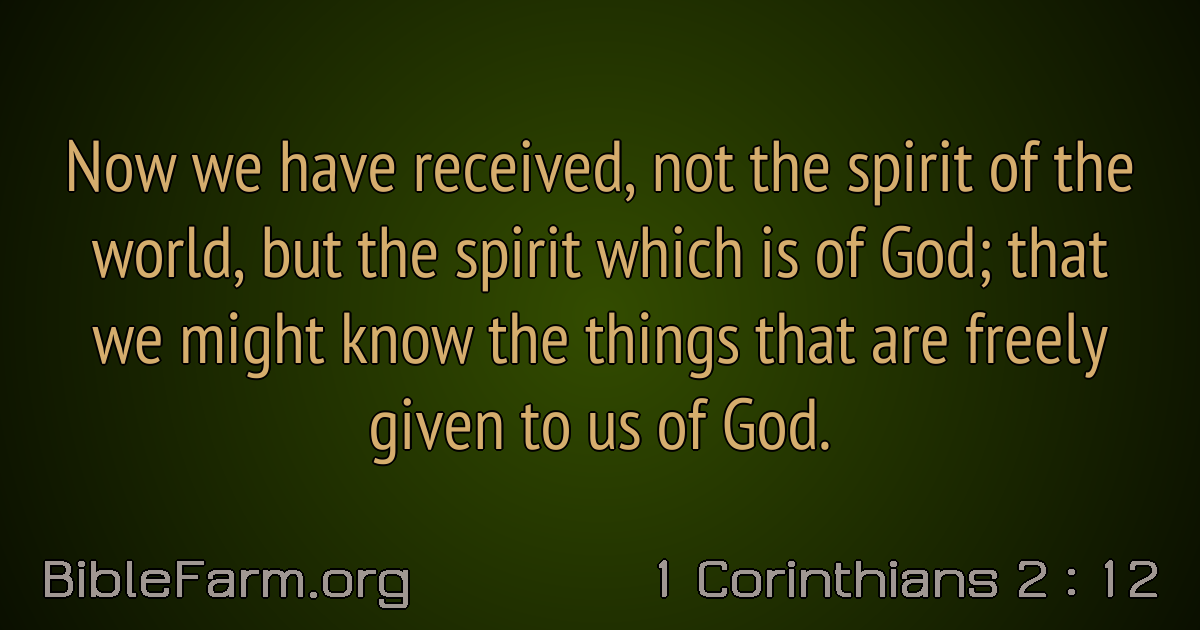 Now we have received, not the spirit of the
world, but the spirit which is of God; that
we might know the things that are freely
given to us of God.
BibleFarm.org
1 Corinthians 2 : 12